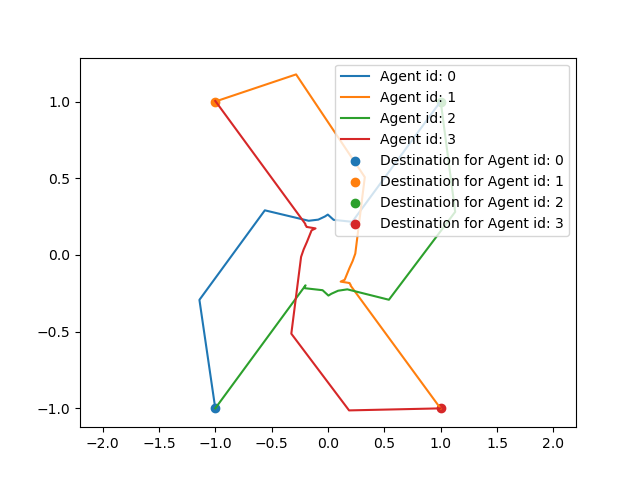 1.0
0.5
0.0
−0.5
−1.0
Agent id: 0
Agent id: 1
Agent id: 2
Agent id: 3
Destination for Agent id: 0
Destination for Agent id: 1
Destination for Agent id: 2
Destination for Agent id: 3
−2.0 −1.5 −1.0 −0.5 0.0 0.5 1.0 1.5 2.0